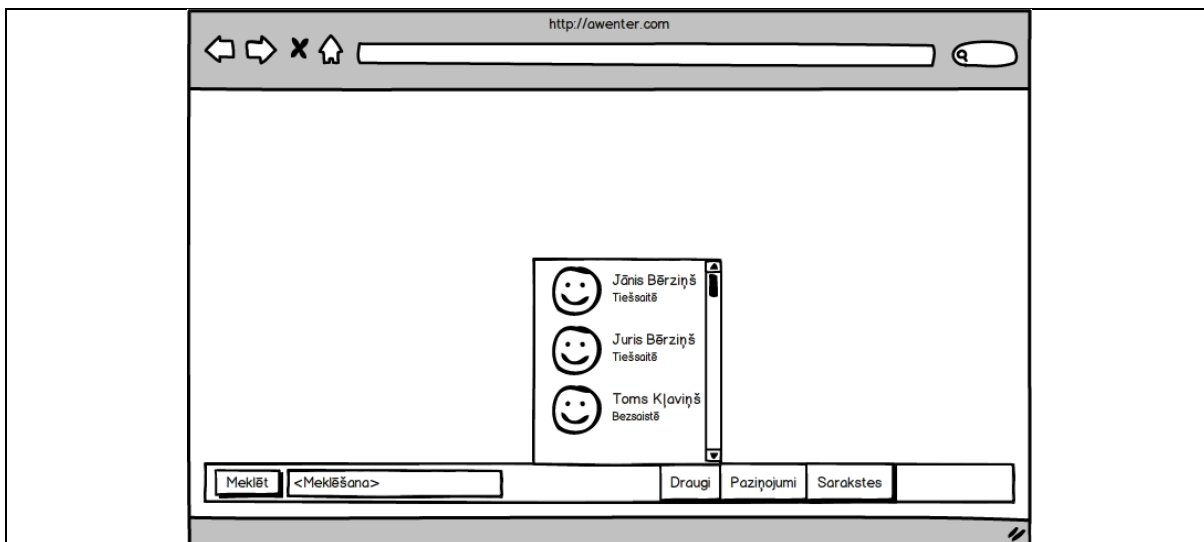 http://awenter.com
Jānis Bērziņš
Tiešsaitē
Juris Bērziņš
Tiešsaitē
Toms Kļaviņš
Bezsaistē
Meklēt <Meklēšana> Draugi Paziņojumi Sarakstes